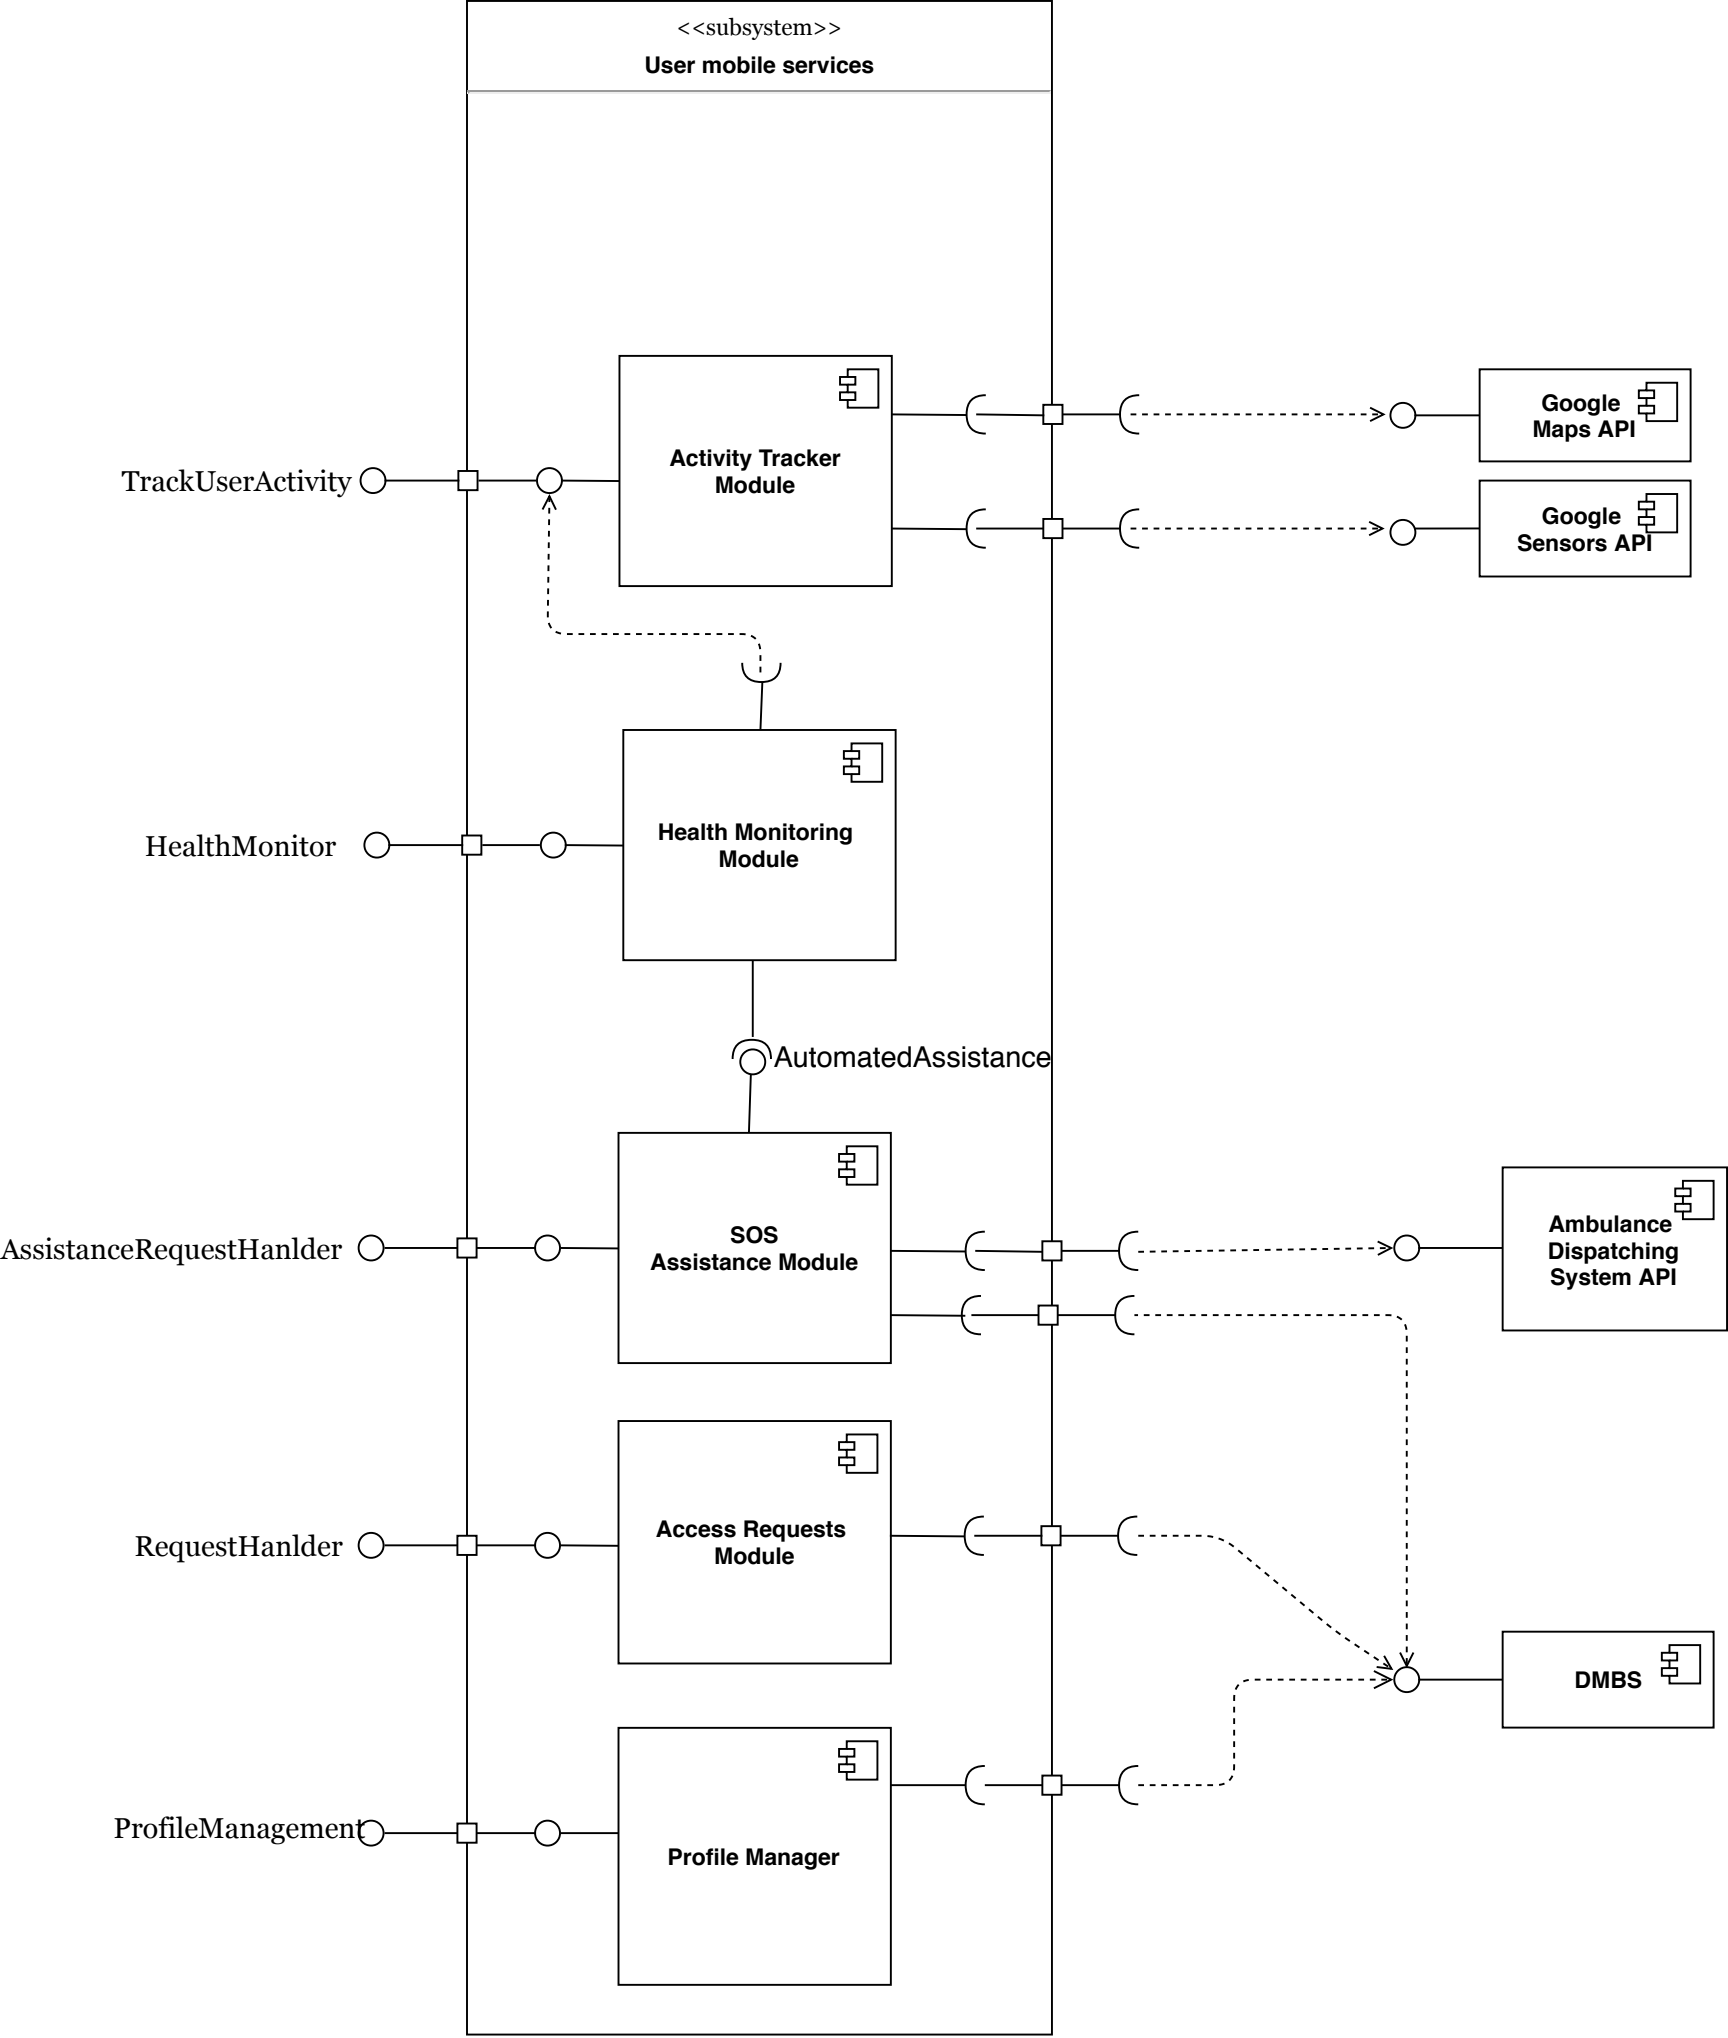 <<subsystem>>
User mobile services
Activity Tracker
Module
Google
Maps API
TrackUserActivity
Google
Sensors API
Health Monitoring
Module
HealthMonitor
AutomatedAssistance
SOS
Assistance Module
AssistanceRequestHanlder
Ambulance
Dispatching
System API
Access Requests
Module
RequestHanlder
DMBS
ProfileManagement
Profile Manager